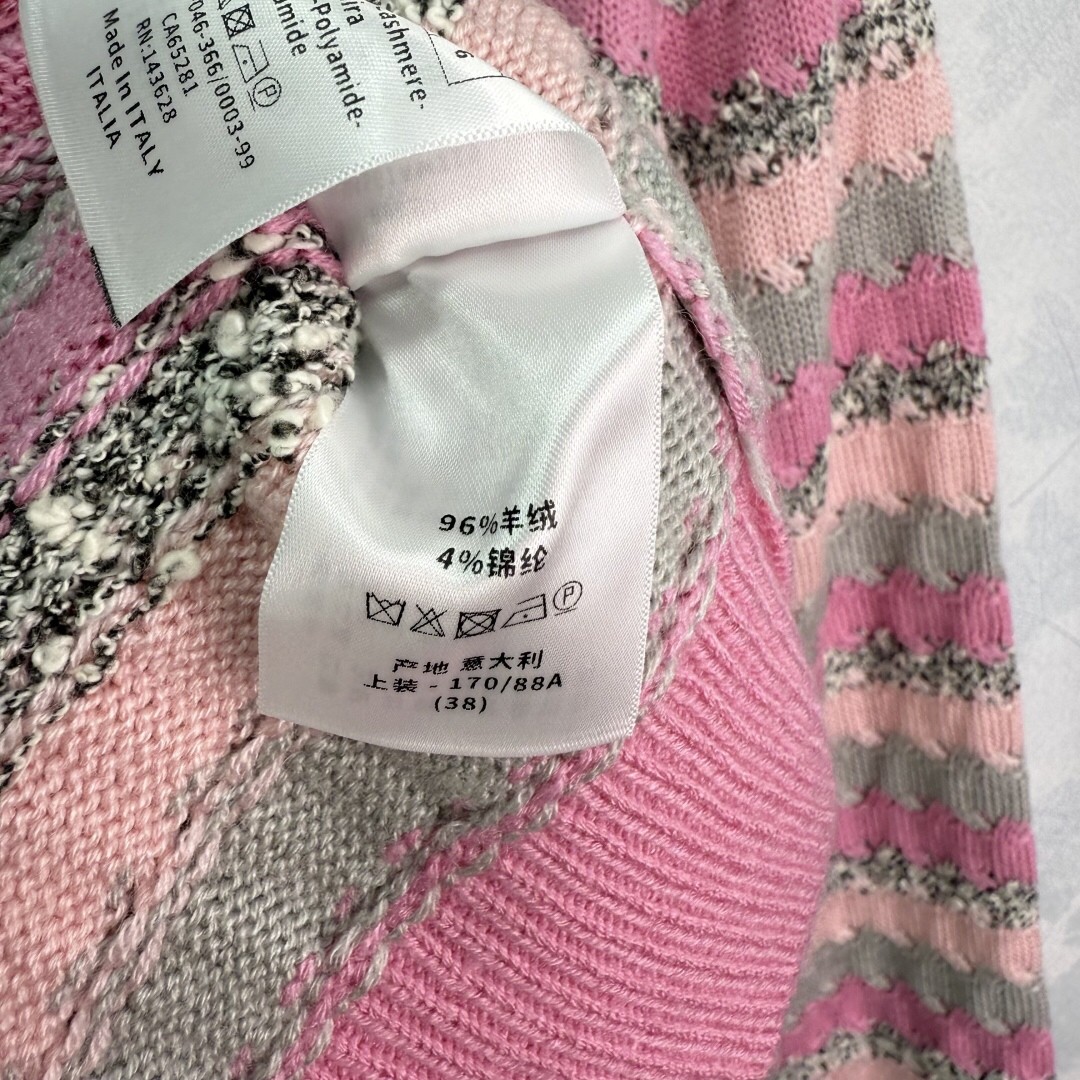 ashmere-
ira
-Polyamide-
amide
046-366/0003-99
CA65281
RN:143628
Made In ITALY
ITALIA
96%羊绒
4%锦纶
产地 意大利
上装 - 170/88A
(38)